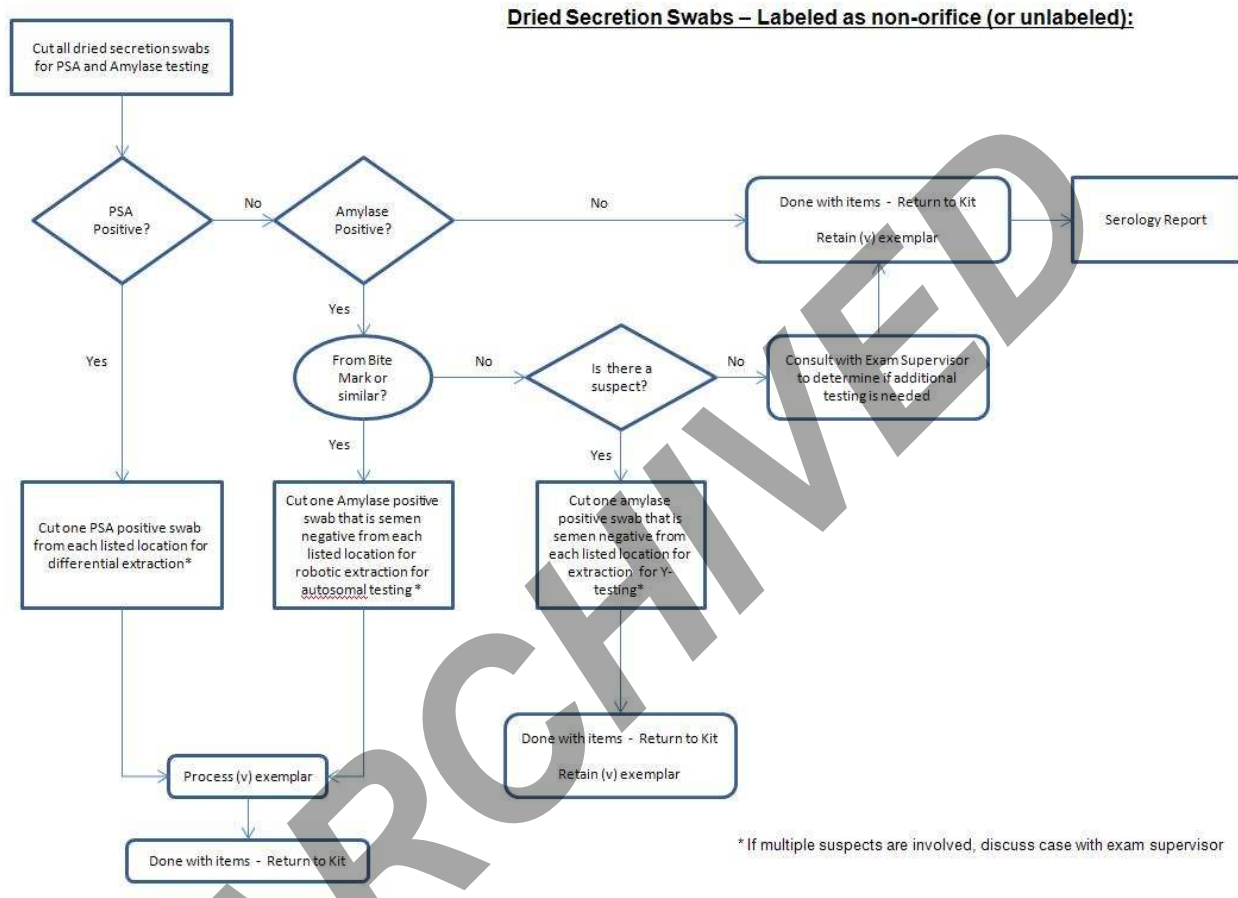 Dried Secretion Swabs – Labeled as non-orifice (or unlabeled):
Cut all dried secretion swabs
for PSA and Amylase testing
PSA
Positive?
No
Amylase
Positive?
No
Done with items - Return to Kit
Retain (v) exemplar
Serology Report
Yes
Yes
From Bite
Mark or
similar?
No
Is there a
suspect?
No
Consult with Exam Supervisor
to determine if additional
testing is needed
Yes
Yes
Cut one PSA positive swab
from each listed location for
differential extraction*
Cut one Amylase positive
swab that is semen
negative from each
listed location for
robotic extraction for
autosomal testing *
Cut one amylase
positive swab that is
semen negative from
each listed location for
extraction for Y-
testing*
Done with items - Return to Kit
Retain (v) exemplar
Process (v) exemplar
Done with items - Return to Kit
* If multiple suspects are involved, discuss case with exam supervisor
ARCHIVED